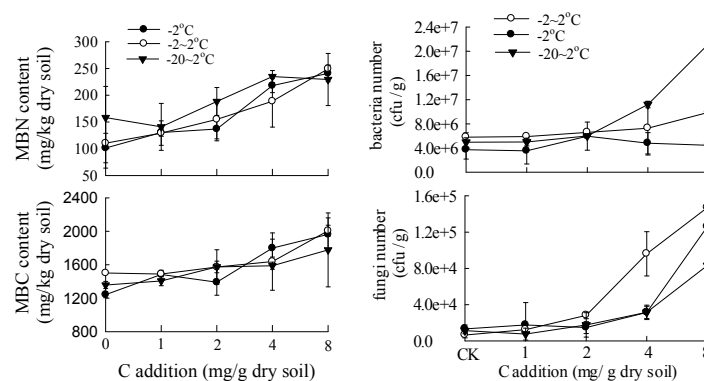 -2°C
-2~2°C
-20~2°C
MBN content
(mg/kg dry soil)
300
250
200
150
100
50
MBC content
(mg/kg dry soil)
2400
2000
1600
1200
800
0 1 2 4 8
C addition (mg/g dry soil)
-2~2°C
-2°C
-20~2°C
bacteria number
(cfu /g)
2.4e+7
2.0e+7
1.6e+7
1.2e+7
8.0e+6
4.0e+6
0.0
fungi number
(cfu /g)
1.6e+5
1.2e+5
8.0e+4
4.0e+4
0.0
CK 1 2 4 8
C addition (mg/ g dry soil)